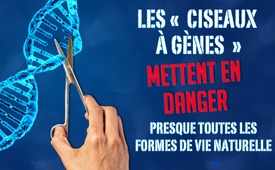 LES « CISEAUX
À GÈNES »
METTENT EN
DANGER
PRESQUE TOUTES LES
FORMES DE VIE NATURELLE